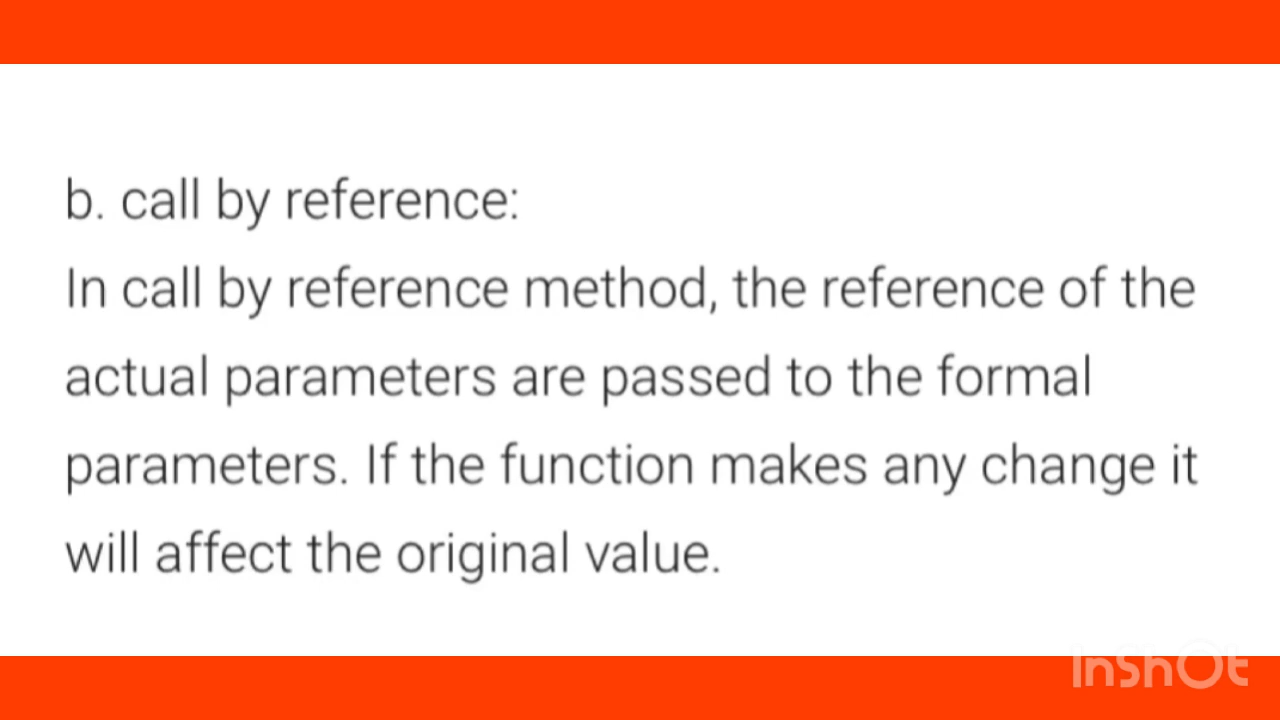 b. call by reference:
In call by reference method, the reference of the
actual parameters are passed to the formal
parameters. If the function makes any change it
will affect the original value.
InShOt